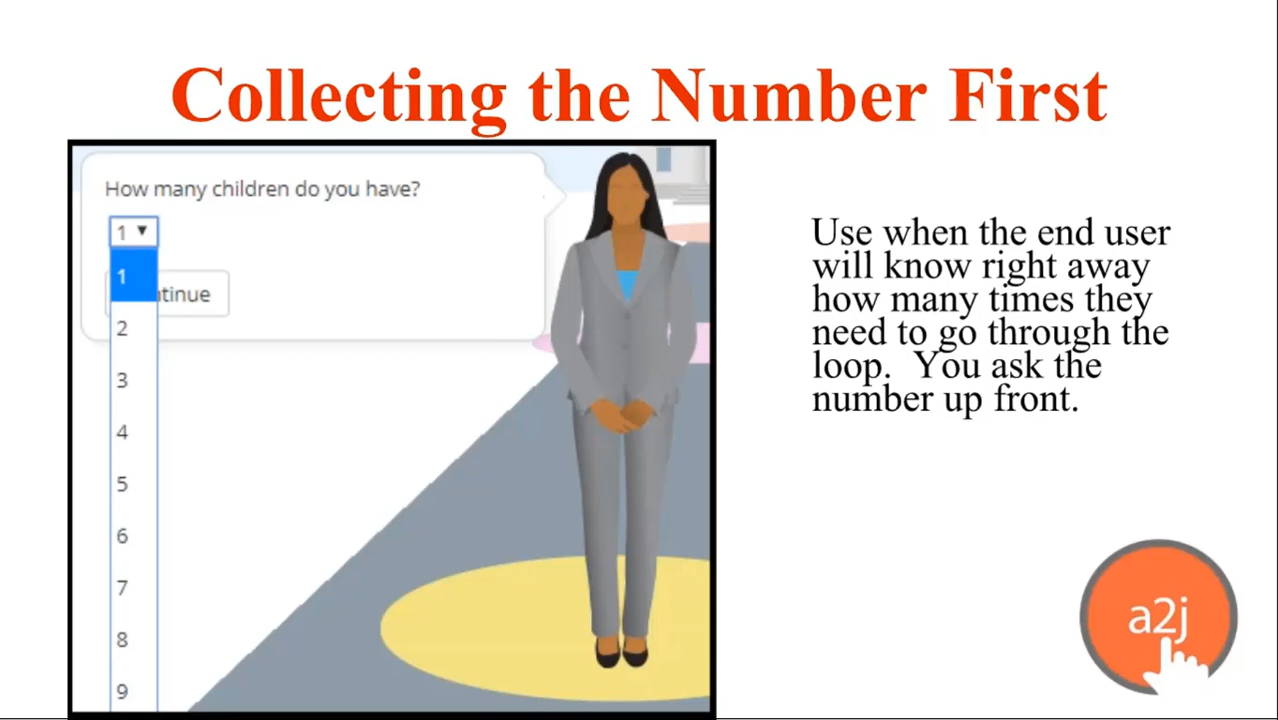 Collecting the Number First
How many children do you have?
1
1
tinue
2
3
4
5
6
7
8
9
Use when the end user
will know right away
how many times they
need to go through the
loop.  You ask the
number up front.
a2j